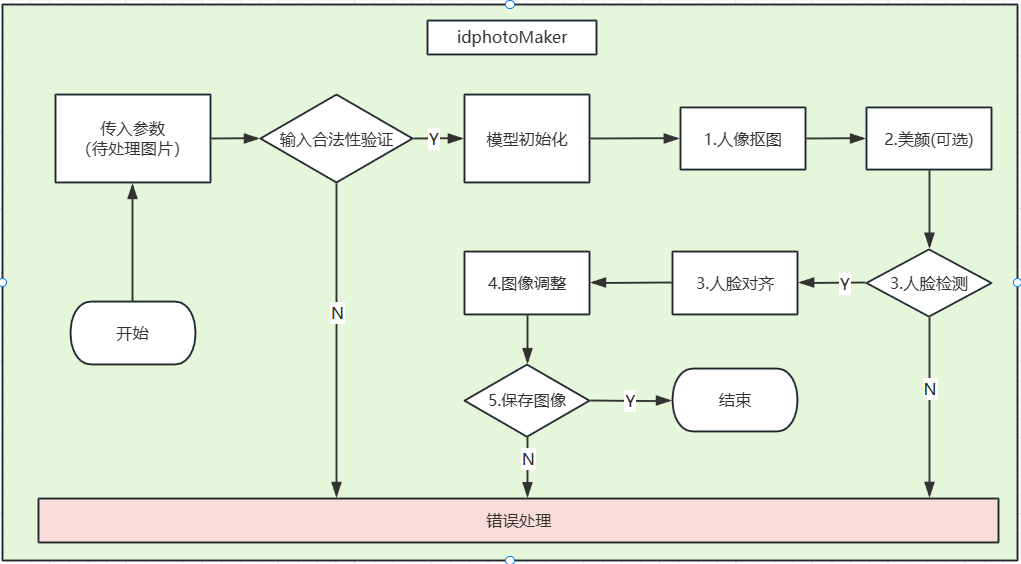 idphotoMaker
传入参数
（待处理图片）
输入合法性验证
Y
模型初始化
1.人像抠图
2.美颜(可选)
4.图像调整
3.人脸对齐
Y
3.人脸检测
N
开始
N
5.保存图像
Y
结束
N
错误处理